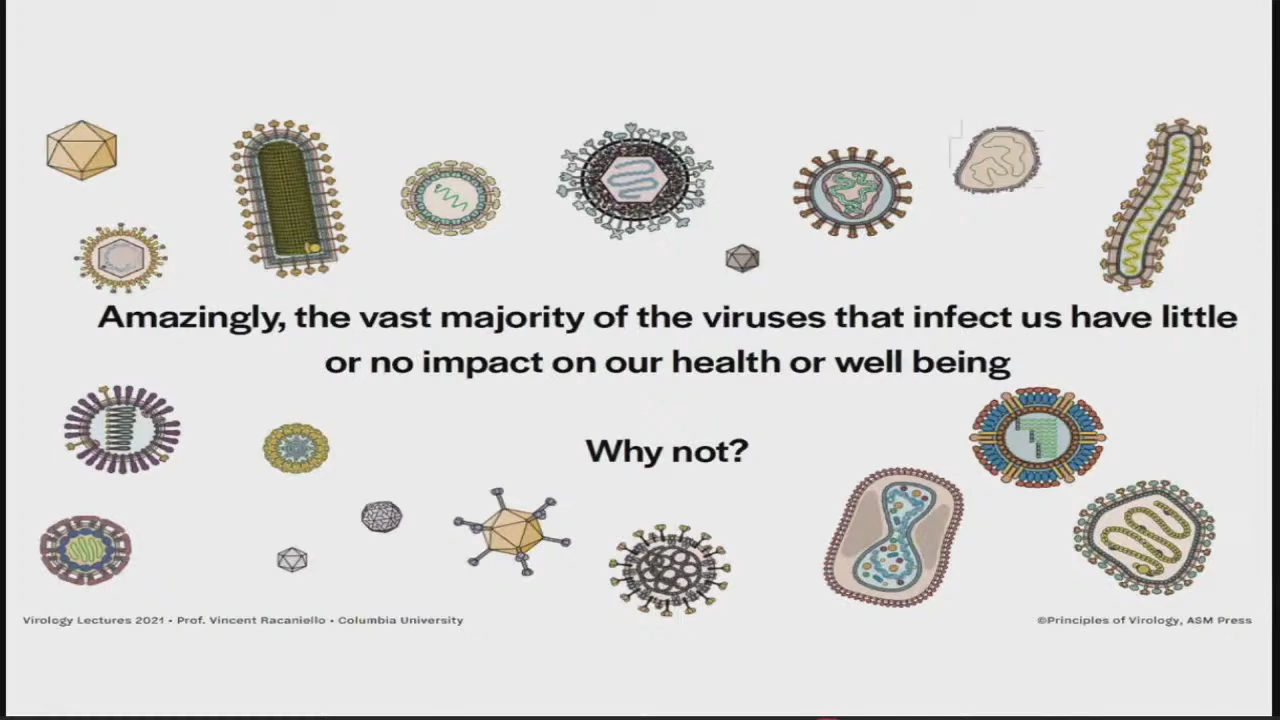 Amazingly, the vast majority of the viruses that infect us have little
or no impact on our health or well being
Why not?
Virology Lectures 2021 • Prof. Vincent Racaniello • Columbia University
©Principles of Virology, ASM Press